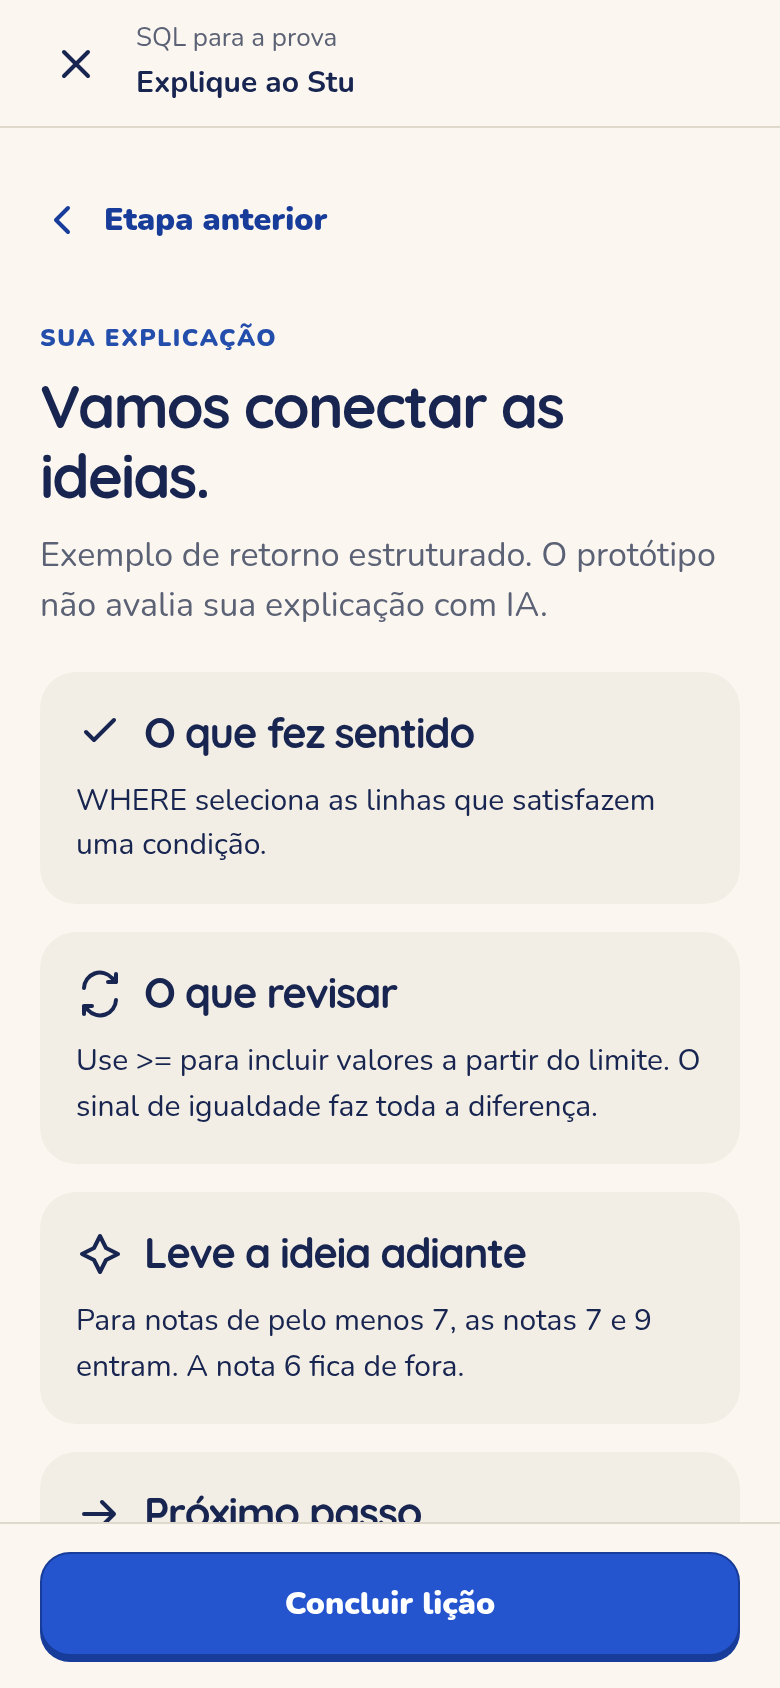 SQL para a prova
Explique ao Stu
Etapa anterior
SUA EXPLICAÇÃO
Vamos conectar as
ideias.
Exemplo de retorno estruturado. O protótipo
não avalia sua explicação com IA.
O que fez sentido
WHERE seleciona as linhas que satisfazem
uma condição.
O que revisar
Use >= para incluir valores a partir do limite. O
sinal de igualdade faz toda a diferença.
Leve a ideia adiante
Para notas de pelo menos 7, as notas 7 e 9
entram. A nota 6 fica de fora.
Próximo passo
Concluir lição